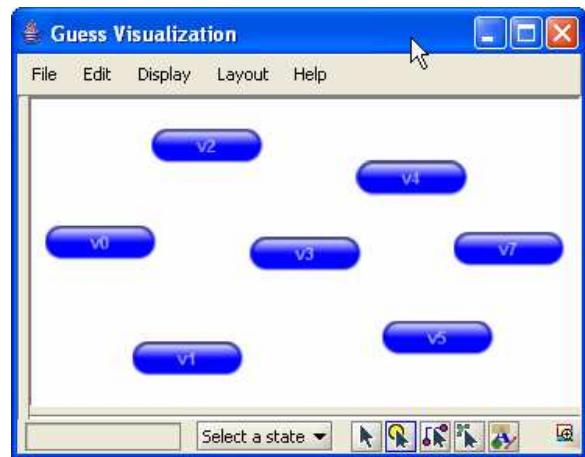 Guess Visualization
File Edit Display Layout Help
v2
v4
v0
v3
v7
v5
v1
Select a state